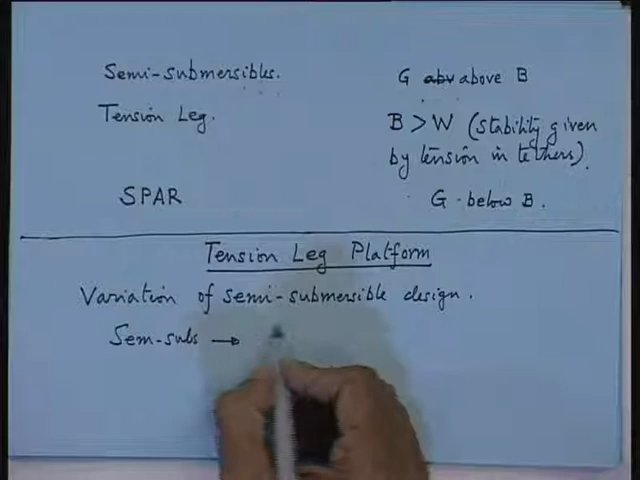 Semi-submersibles. G above B
Tension Leg. B > W (stability given
by tension in tethers).
SPAR G - below B.
Tension Leg Platform
Variation of semi-submersible design.
Sem-subs →